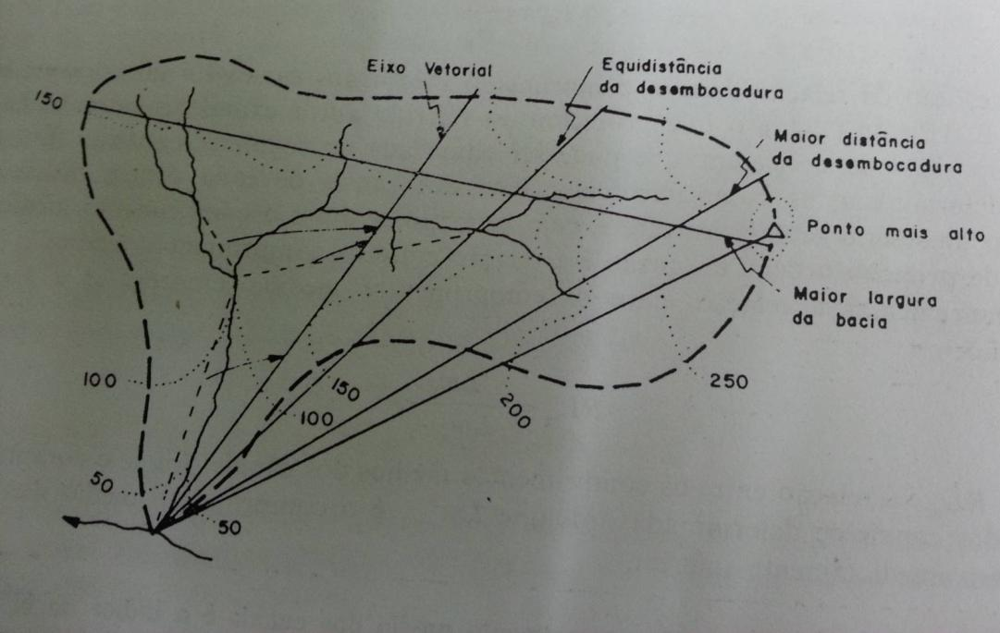 Eixo Vetorial
Equidistância
da desembocadura
150
Maior distância
da desembocadura
Ponto mais alto
Maior largura
da bacia
100
150
100
200
250
50
50